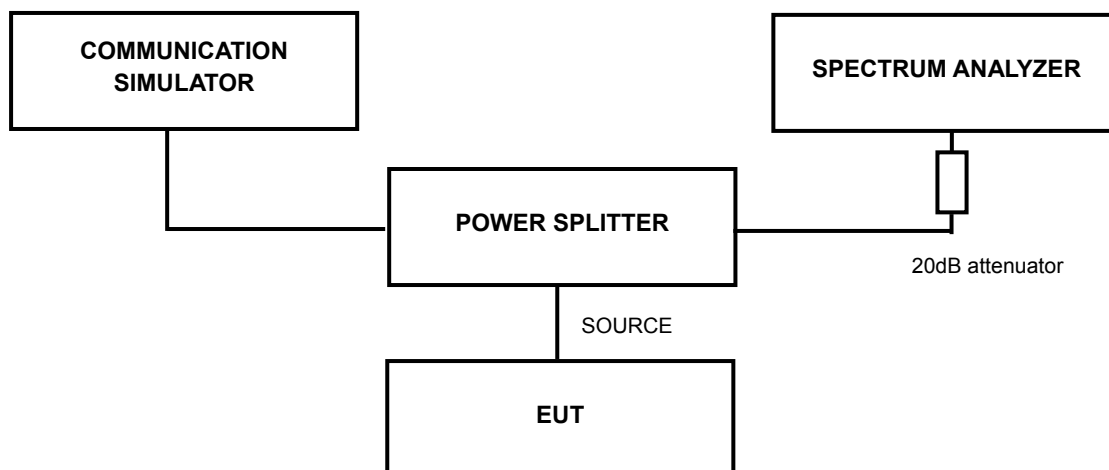 COMMUNICATION
SIMULATOR
SPECTRUM ANALYZER
POWER SPLITTER
20dB attenuator
SOURCE
EUT